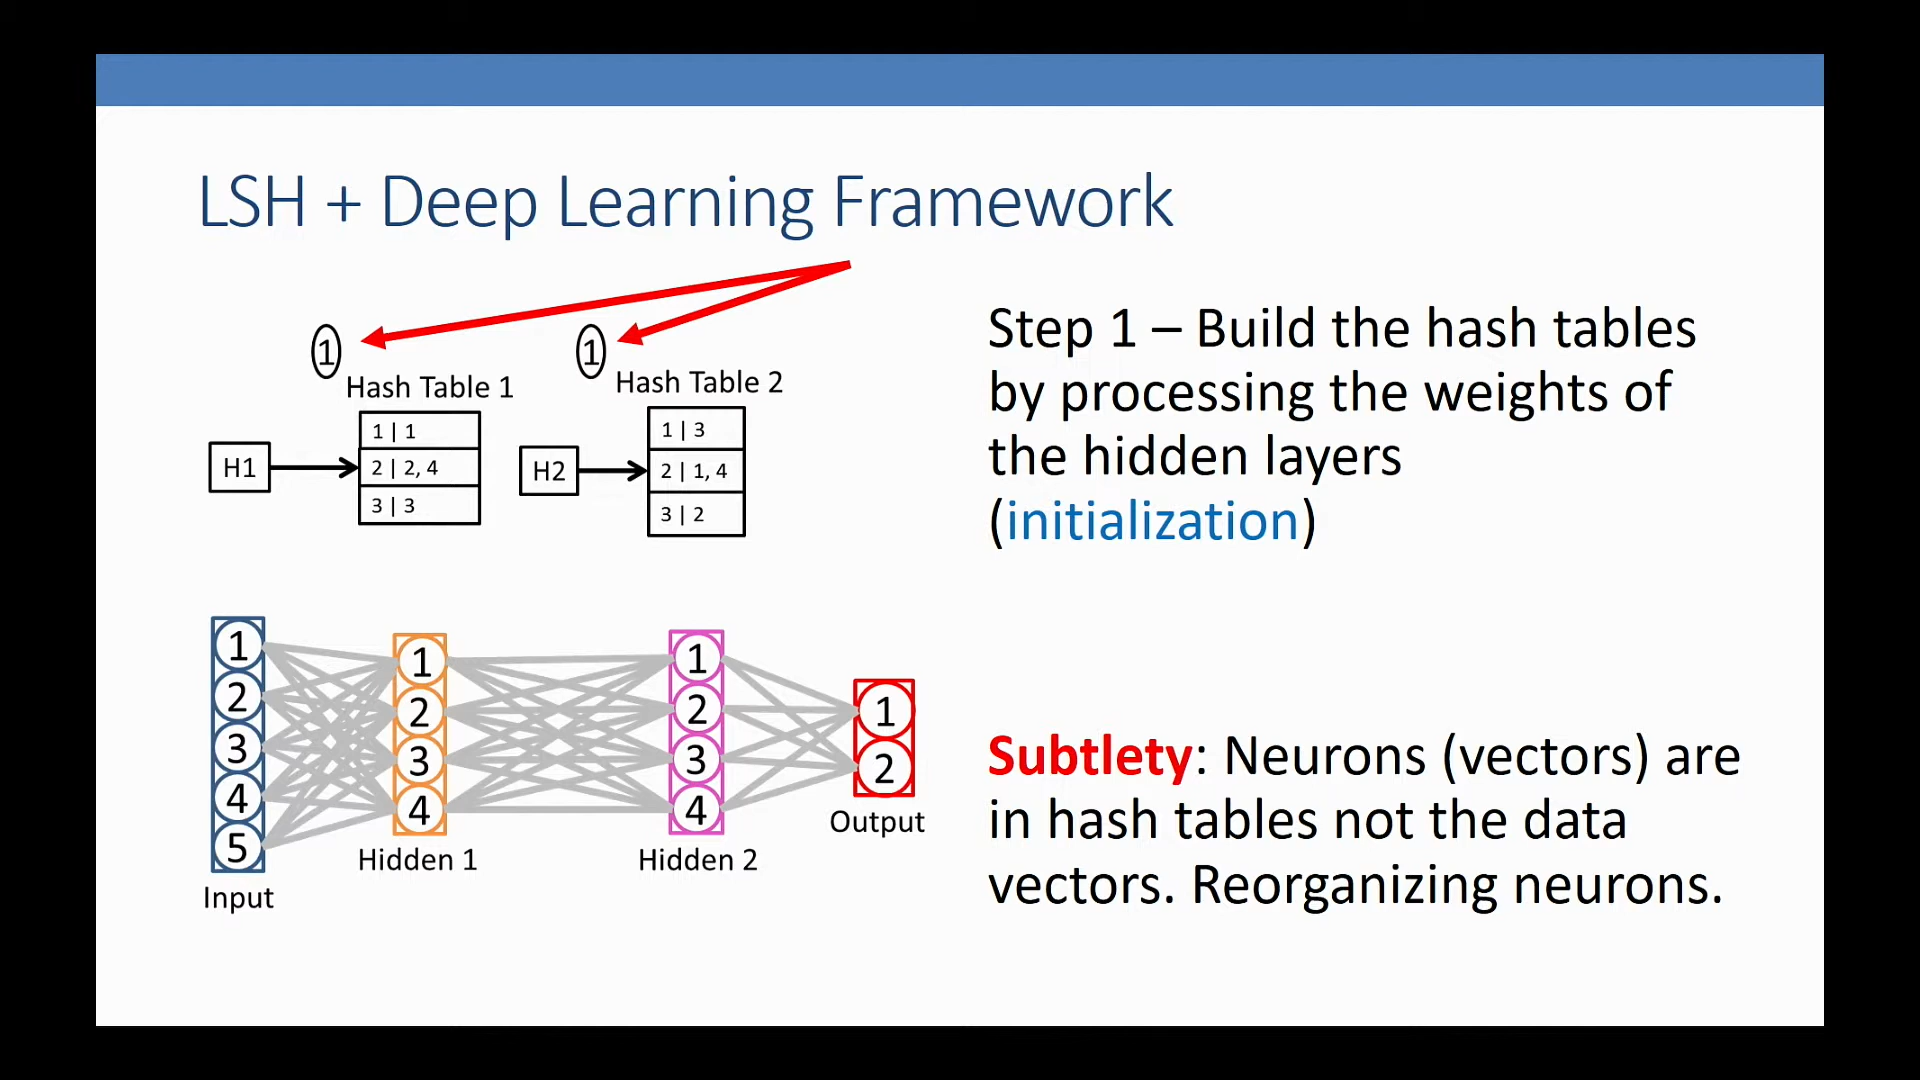 LSH + Deep Learning Framework
1
1
Hash Table 1
Hash Table 2
H1
1 | 1
2 | 2, 4
3 | 3
H2
1 | 3
2 | 1, 4
3 | 2
Step 1 – Build the hash tables
by processing the weights of
the hidden layers
(initialization)
1
2
3
4
5
Input
1
2
3
4
Hidden 1
1
2
3
4
Hidden 2
1
2
Output
Subtlety: Neurons (vectors) are
in hash tables not the data
vectors. Reorganizing neurons.